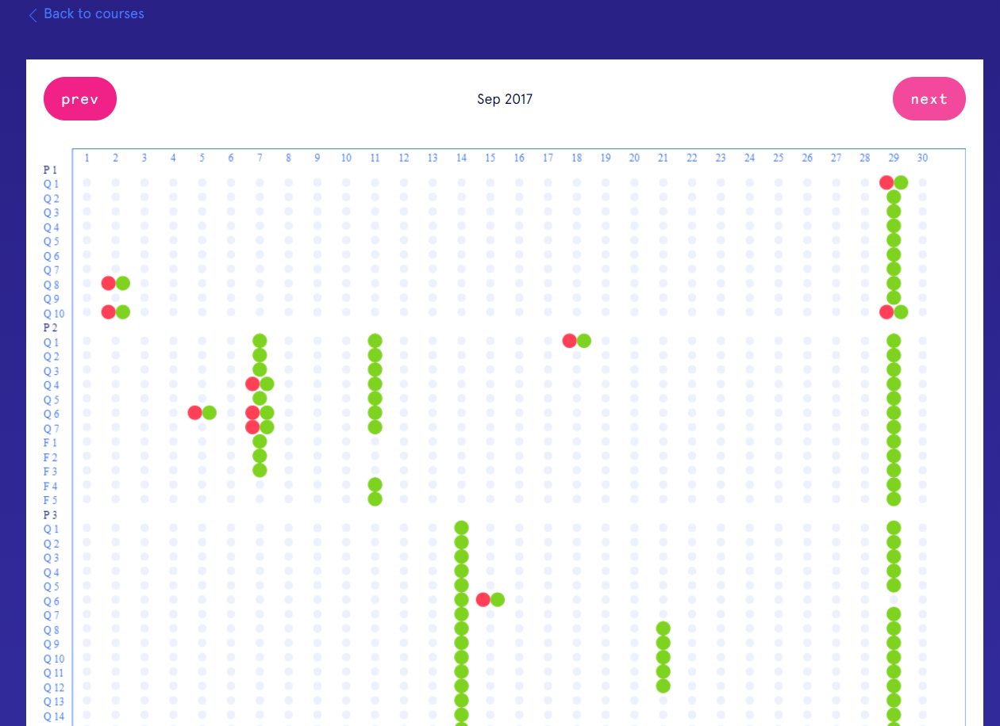 Back to courses
prev Sep 2017 next
1 2 3 4 5 6 7 8 9 10 11 12 13 14 15 16 17 18 19 20 21 22 23 24 25 26 27 28 29 30
P 1
Q 1
Q 2
Q 3
Q 4
Q 5
Q 6
Q 7
Q 8
Q 9
Q 10
P 2
Q 1
Q 2
Q 3
Q 4
Q 5
Q 6
Q 7
F 1
F 2
F 3
F 4
F 5
P 3
Q 1
Q 2
Q 3
Q 4
Q 5
Q 6
Q 7
Q 8
Q 9
Q 10
Q 11
Q 12
Q 13
Q 14